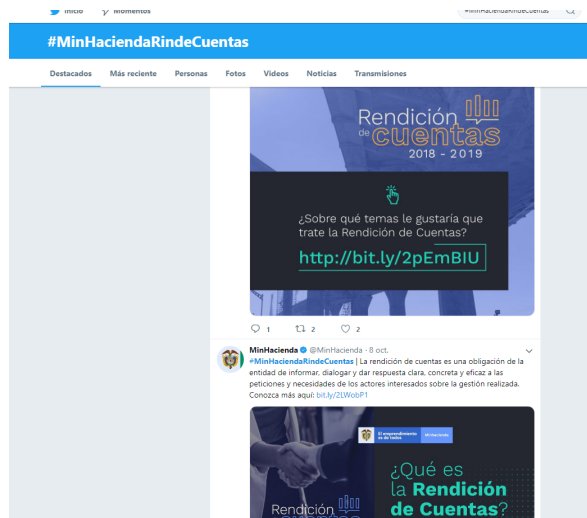 Inicio Momentos #MinHaciendaRindeCuentas
#MinHaciendaRindeCuentas
Destacados Más reciente Personas Fotos Videos Noticias Transmisiones
Rendición
de cuentas
2018 - 2019
¿Sobre qué temas le gustaría que
trate la Rendición de Cuentas?
http://bit.ly/2pEmBIU
1 2 2
MinHacienda @MinHacienda · 8 oct.
#MinHaciendaRindeCuentas | La rendición de cuentas es una obligación de la
entidad de informar, dialogar y dar respuesta clara, concreta y eficaz a las
peticiones y necesidades de los actores interesados sobre la gestión realizada.
Conozca más aquí: bit.ly/2LWobP1
El emprendimiento
es de todos
Minhacienda
¿Qué es
la Rendición
de Cuentas?
Rendición
cuentas